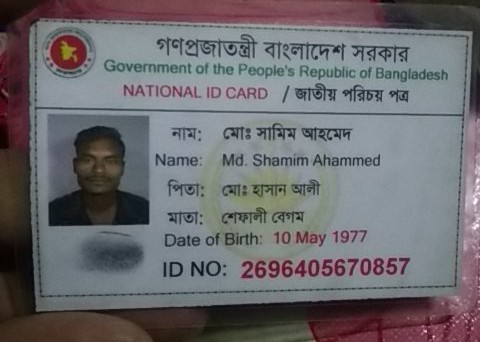 গণপ্রজাতন্ত্রী বাংলাদেশ সরকার
Government of the People's Republic of Bangladesh
NATIONAL ID CARD / জাতীয় পরিচয় পত্র
নাম: মোঃ সামিম আহমেদ
Name: Md. Shamim Ahammed
পিতা: মোঃ হাসান আলী
মাতা: শেফালী বেগম
Date of Birth: 10 May 1977
ID NO: 2696405670857